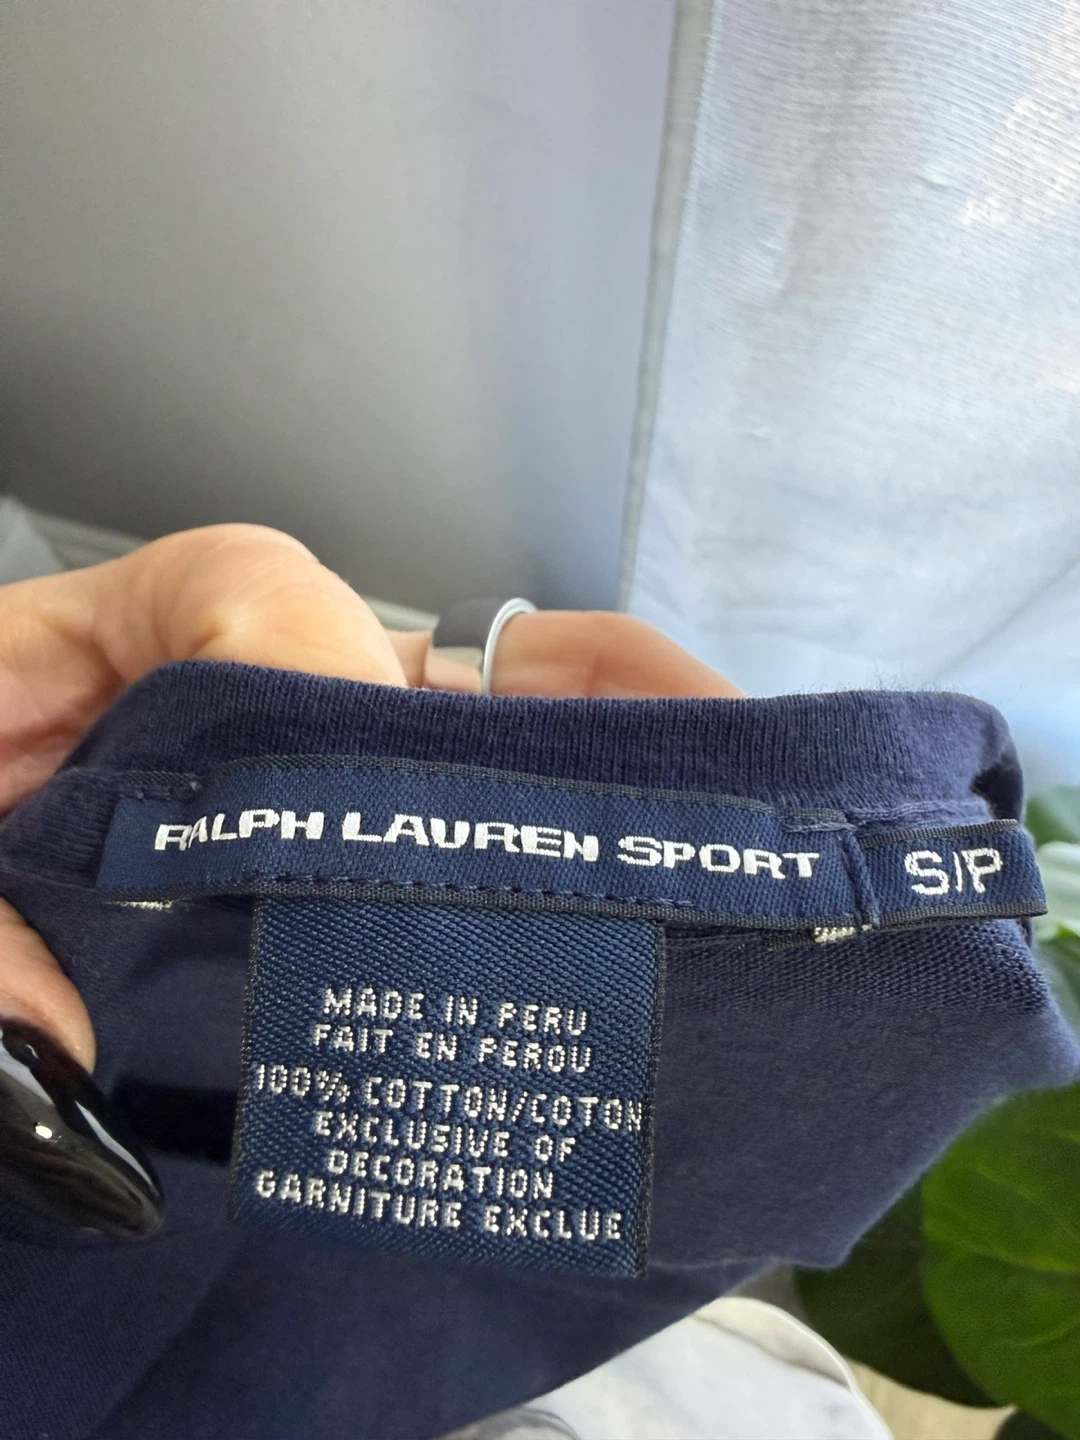 RALPH LAUREN SPORT
S/P
MADE IN PERU
FAIT EN PEROU
100% COTTON/COTON
EXCLUSIVE OF
DECORATION
GARNITURE EXCLUE